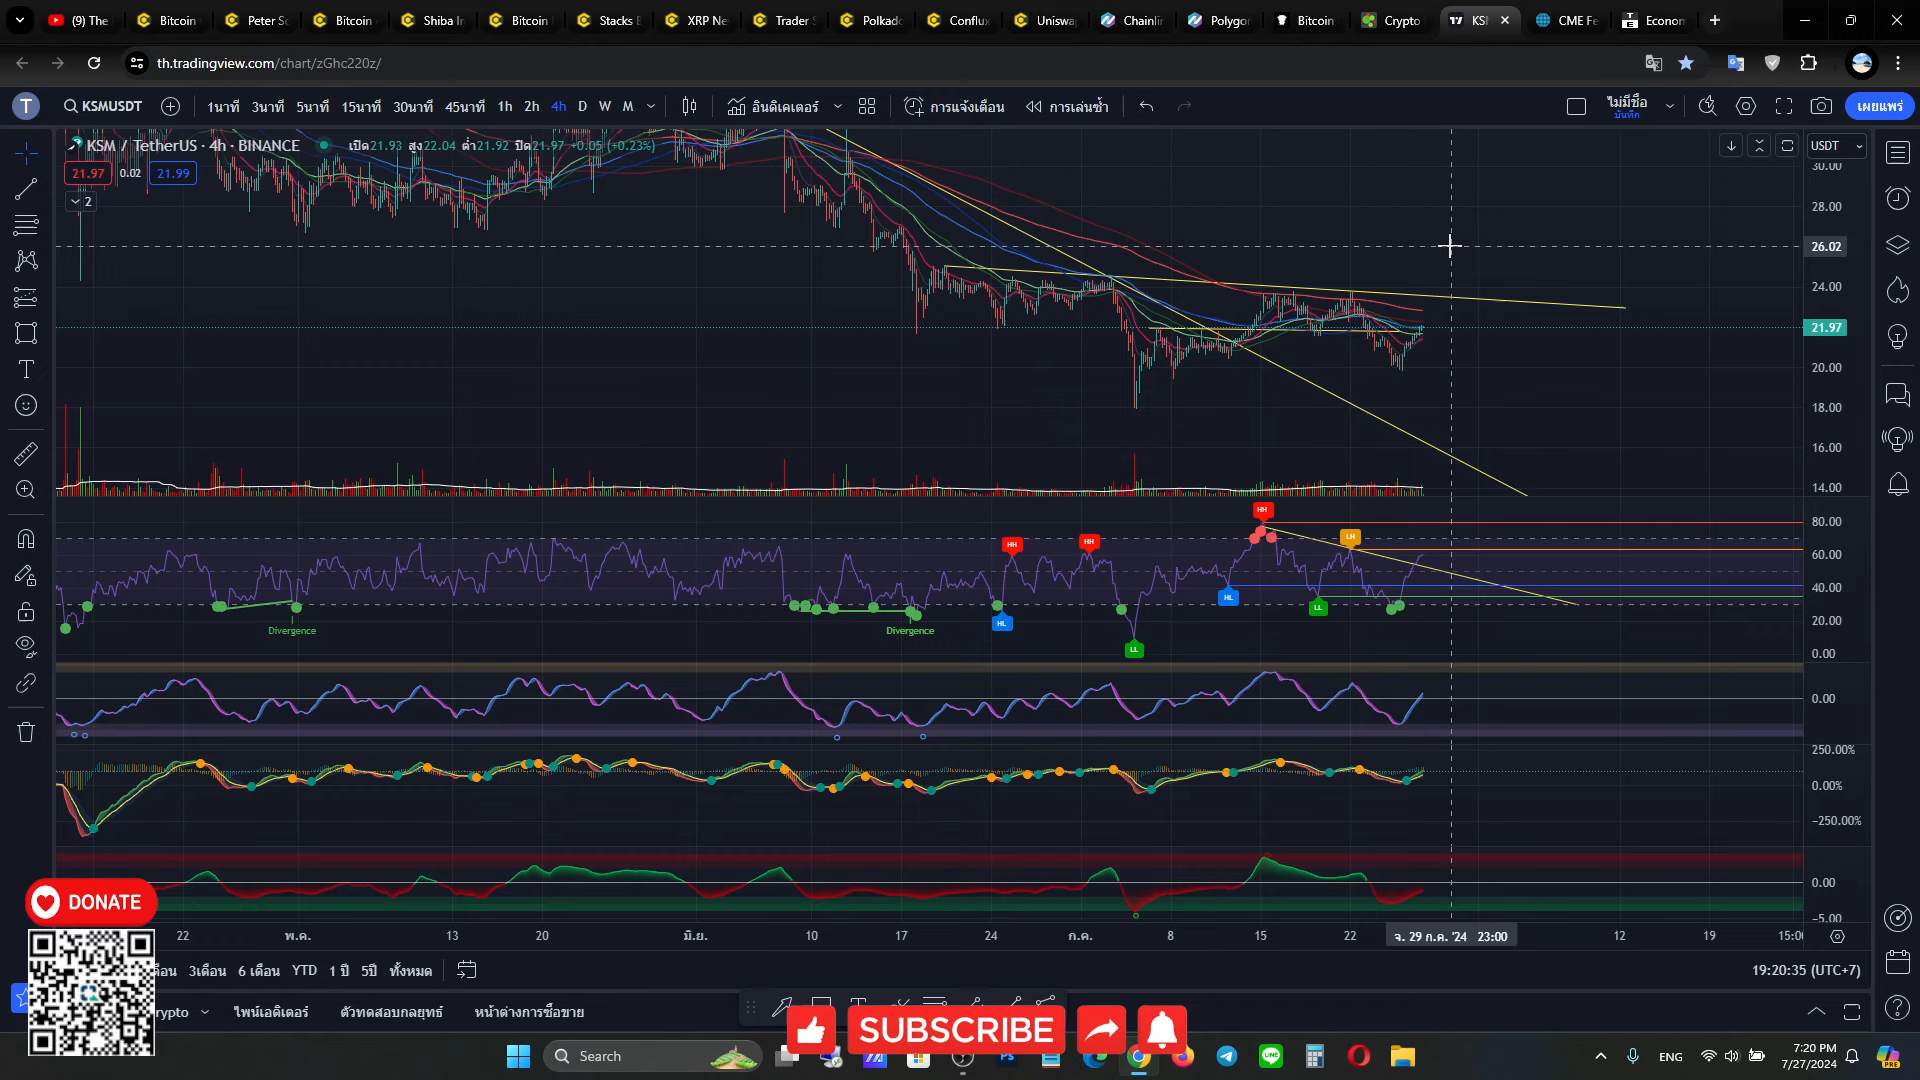 (9) The
Bitcoin
Peter Sc
Bitcoin
Shiba In
Bitcoin
Stacks B
XRP New
Trader S
Polkado
Conflux
Uniswap
Chainlin
Polygon
Bitcoin
Crypto
KSM
CME Fe
Econom
th.tradingview.com/chart/zGhc220z/
T
KSMUSDT
1นาที 3นาที 5นาที 15นาที 30นาที 45นาที 1h 2h 4h D W M
อินดิเคเตอร์
การแจ้งเตือน
การเล่นซ้ำ
ไม่มีชื่อ
บันทึก
เผยแพร่
KSM / TetherUS · 4h · BINANCE
เปิด21.93 สูง22.04 ต่ำ21.92 ปิด21.97 +0.05 (+0.23%)
21.97 0.02 21.99
2
USDT
30.00
28.00
26.02
24.00
21.97
20.00
18.00
16.00
14.00
80.00
60.00
40.00
20.00
0.00
HH
HH
HH
LH
HL
HL
LL
LL
Divergence
Divergence
0.00
250.00%
0.00%
−250.00%
0.00
−5.00
22 พ.ค. 13 20 มิ.ย. 10 17 24 ก.ค. 8 15 22 จ. 29 ก.ค. '24 23:00 12 19 15:00
DONATE
3เดือน 6 เดือน YTD 1 ปี 5ปี ทั้งหมด
19:20:35 (UTC+7)
ไพน์เอดิเตอร์ ตัวทดสอบกลยุทธ์ หน้าต่างการซื้อขาย
SUBSCRIBE
Search
ENG
7:20 PM
7/27/2024